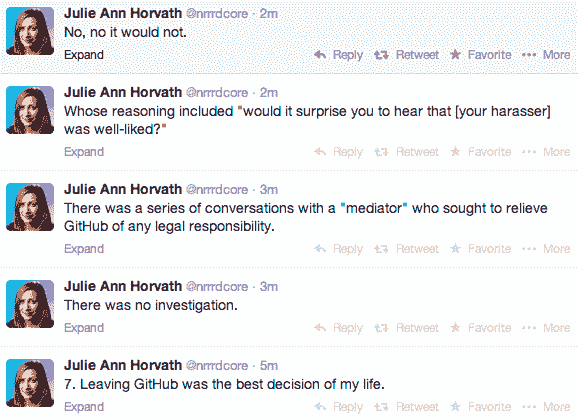 Julie Ann Horvath @nrrrdcore · 2m
No, no it would not.
Expand Reply Retweet Favorite ••• More
Julie Ann Horvath @nrrrdcore · 2m
Whose reasoning included "would it surprise you to hear that [your harasser]
was well-liked?"
Expand Reply Retweet Favorite ••• More
Julie Ann Horvath @nrrrdcore · 3m
There was a series of conversations with a "mediator" who sought to relieve
GitHub of any legal responsibility.
Expand Reply Retweet Favorite ••• More
Julie Ann Horvath @nrrrdcore · 3m
There was no investigation.
Expand Reply Retweet Favorite ••• More
Julie Ann Horvath @nrrrdcore · 5m
7. Leaving GitHub was the best decision of my life.
Expand Reply Retweet Favorite ••• More